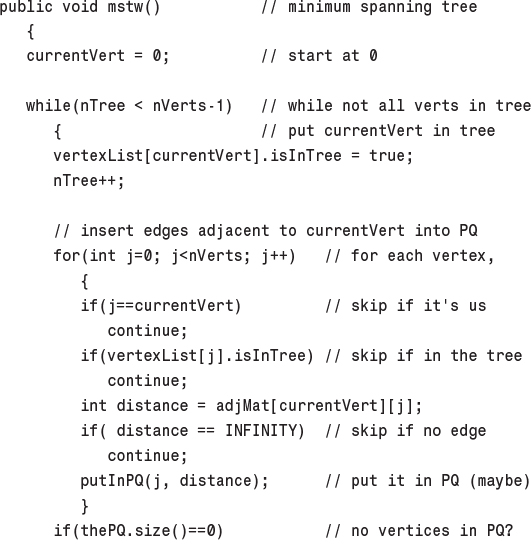 public void mstw()           // minimum spanning tree
   {
   currentVert = 0;          // start at 0

   while(nTree < nVerts-1)   // while not all verts in tree
      {                      // put currentVert in tree
      vertexList[currentVert].isInTree = true;
      nTree++;

      // insert edges adjacent to currentVert into PQ
      for(int j=0; j<nVerts; j++)   // for each vertex,
         {
         if(j==currentVert)         // skip if it's us
            continue;
         if(vertexList[j].isInTree) // skip if in the tree
            continue;
         int distance = adjMat[currentVert][j];
         if( distance == INFINITY)  // skip if no edge
            continue;
         putInPQ(j, distance);      // put it in PQ (maybe)
         }
      if(thePQ.size()==0)           // no vertices in PQ?